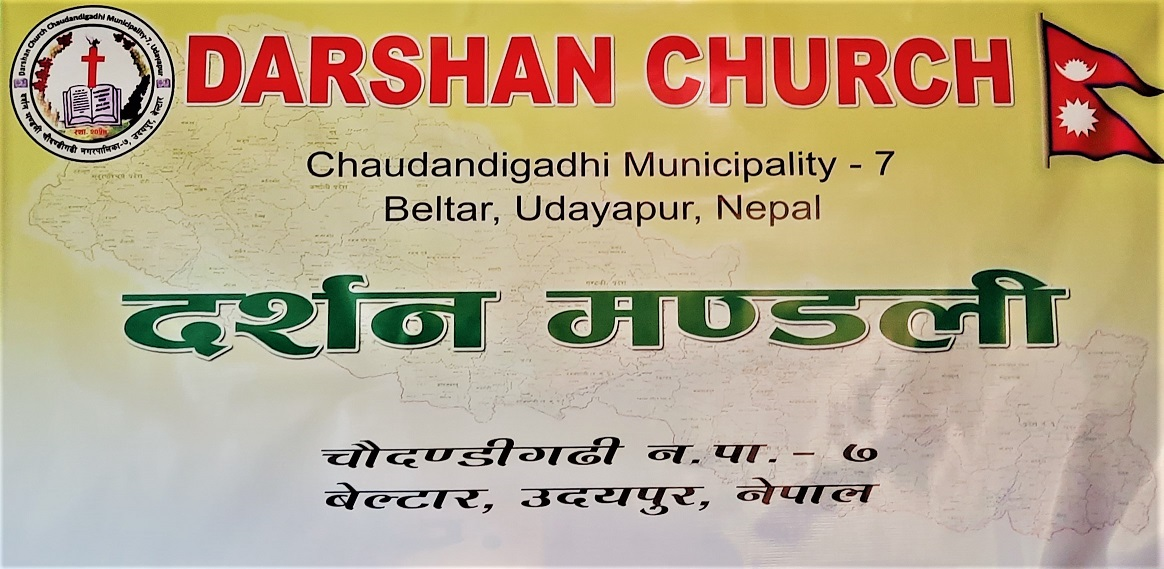 Darshan Church Chaudandigadhi Municipality-7, Udayapur
DARSHAN CHURCH
दर्शन मण्डली चौदण्डीगढी नगरपालिका-७, उदयपुर, बेल्टार
Chaudandigadhi Municipality - 7
Beltar, Udayapur, Nepal
दर्शन मण्डली
चौदण्डीगढी न.पा.- ७
बेल्टार, उदयपुर, नेपाल